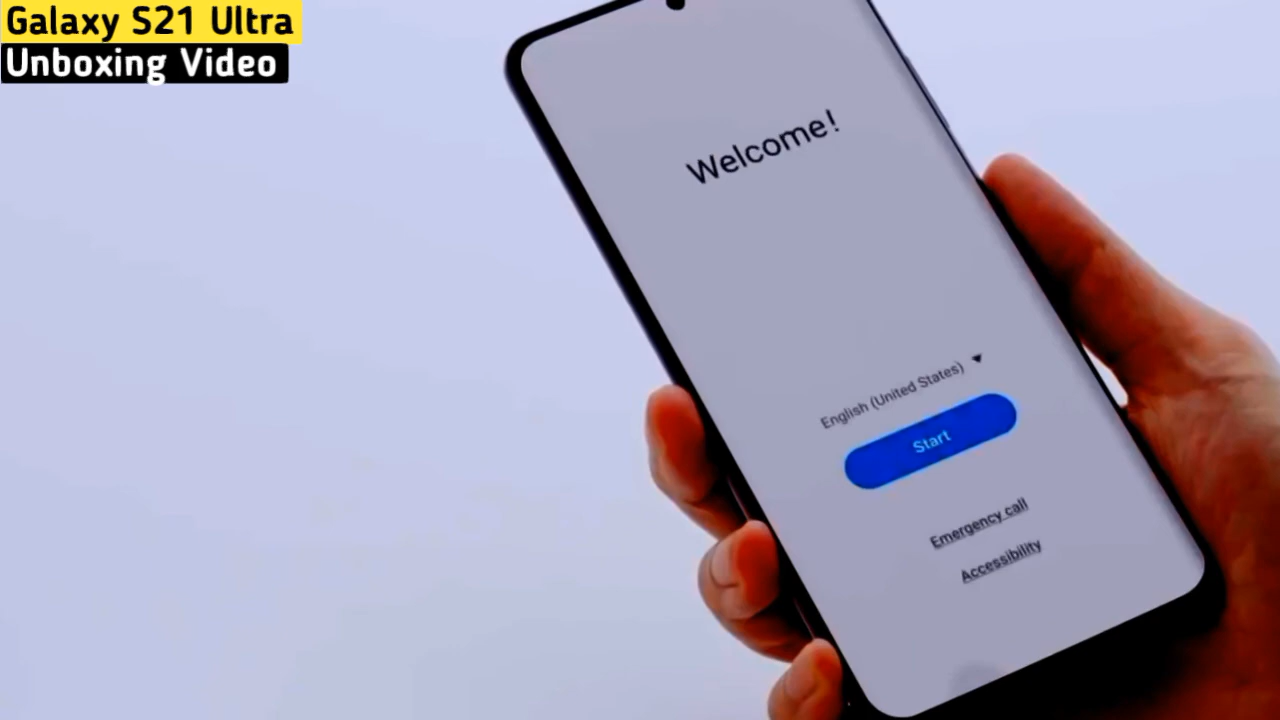 Galaxy S21 Ultra
Unboxing Video
Welcome!
English (United States)
Start
Emergency call
Accessibility